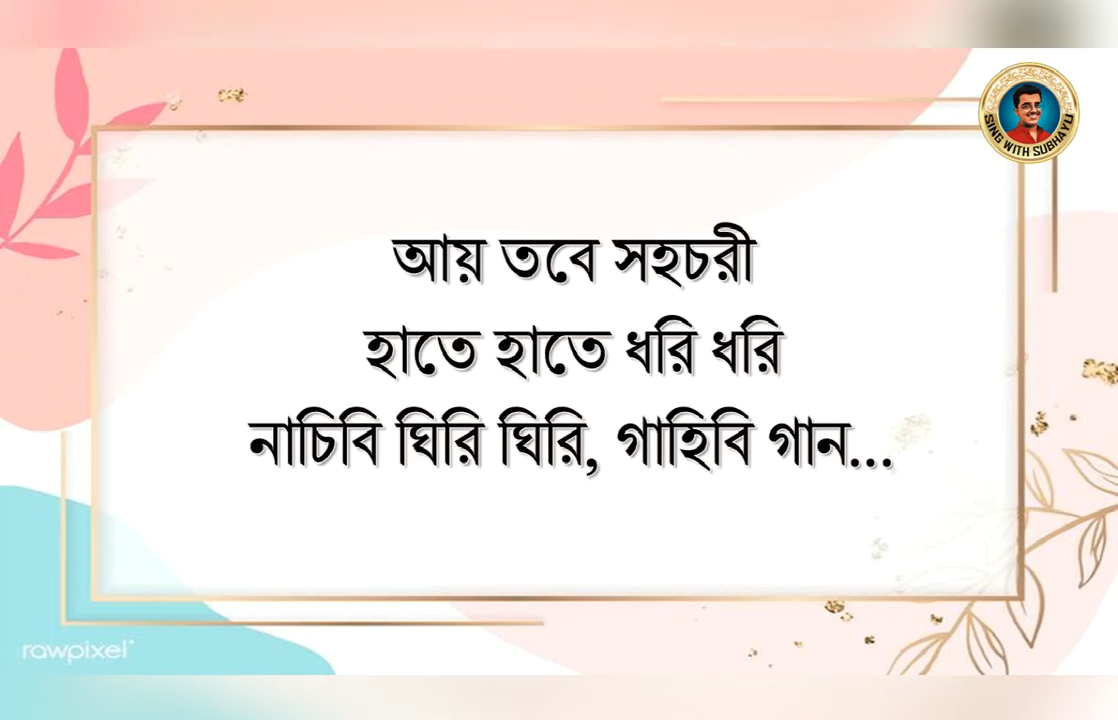 SING WITH SUBHAYU
আয় তবে সহচরী
হাতে হাতে ধরি ধরি
নাচিবি ঘিরি ঘিরি, গাহিবি গান...
rawpixel